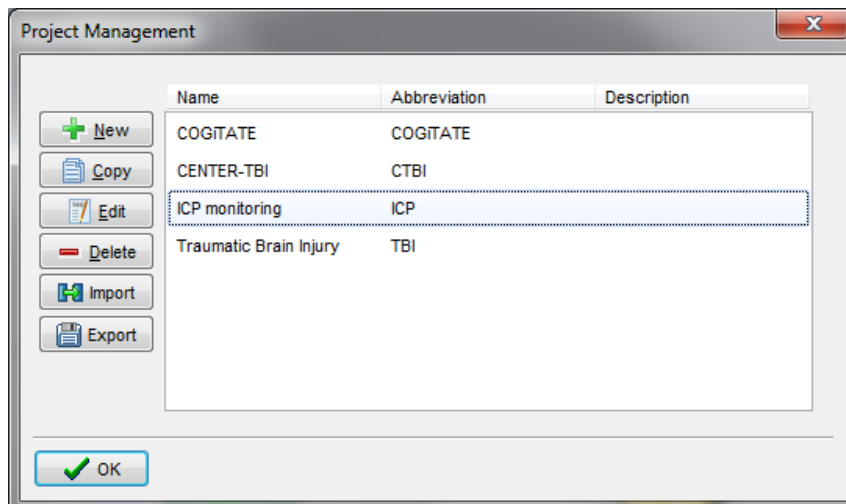 Project Management
Name Abbreviation Description
New
COGiTATE COGiTATE
Copy
CENTER-TBI CTBI
Edit
ICP monitoring ICP
Delete
Traumatic Brain Injury TBI
Import
Export
OK